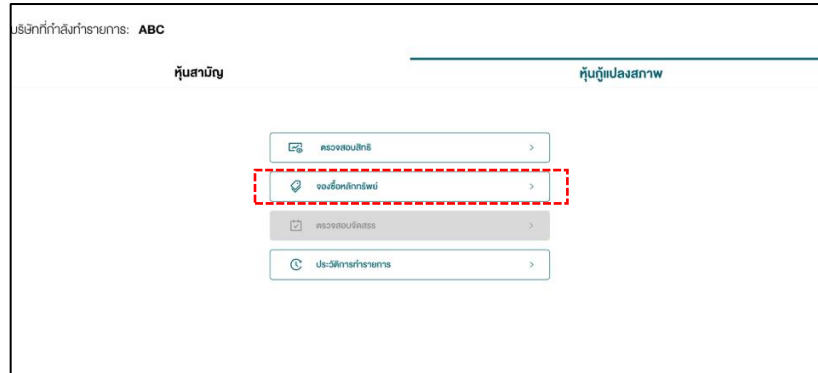 บริษัทที่กำลังทำรายการ: ABC
หุ้นสามัญ หุ้นกู้แปลงสภาพ
ตรวจสอบสิทธิ
จองซื้อหลักทรัพย์
ตรวจสอบจัดสรร
ประวัติการทำรายการ